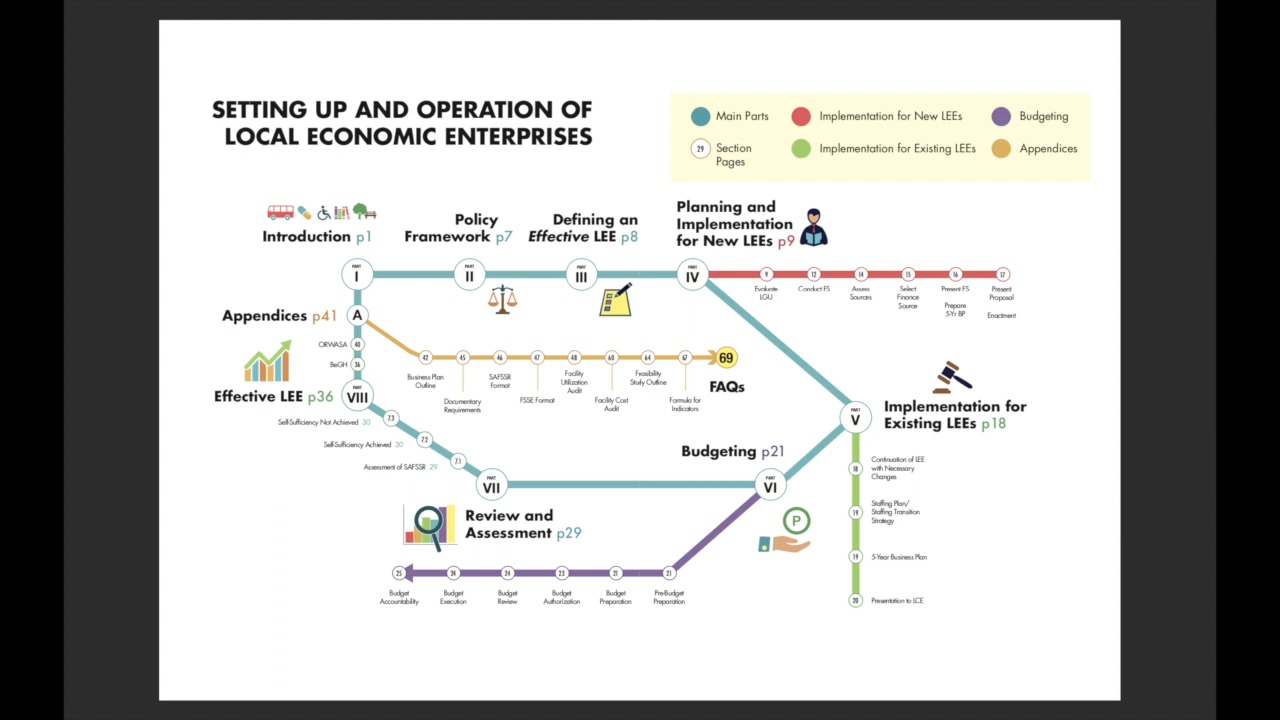 SETTING UP AND OPERATION OF
LOCAL ECONOMIC ENTERPRISES
Main Parts
Implementation for New LEEs
Budgeting
29
Section
Pages
Implementation for Existing LEEs
Appendices
Introduction p1
Policy
Framework p7
Defining an
Effective LEE p8
Planning and
Implementation
for New LEEs p9
PART
I
PART
II
PART
III
PART
IV
9
12
14
15
16
17
Evaluate
LGU
Conduct FS
Assess
Sources
Select
Finance
Source
Present FS
Prepare
5-Yr BP
Present
Proposal
Enactment
Appendices p41
A
ORWASA
40
BeGH
36
42
45
46
47
48
60
64
67
69
FAQs
Business Plan
Outline
Documentary
Requirements
SAFSSR
Format
FSSE Format
Facility
Utilization
Audit
Facility Cost
Audit
Feasibility
Study Outline
Formula for
Indicators
Effective LEE p36
PART
VIII
Self-Sufficiency Not Achieved 30
7.3
Self-Sufficiency Achieved 30
7.2
Assessment of SAFSSR 29
7.1
PART
VII
Review and
Assessment p29
Budgeting p21
PART
VI
P
PART
V
Implementation for
Existing LEEs p18
18
Continuation of LEE
with Necessary
Changes
19
Staffing Plan/
Staffing Transition
Strategy
19
5-Year Business Plan
20
Presentation to LCE
25
24
24
23
21
21
Budget
Accountability
Budget
Execution
Budget
Review
Budget
Authorization
Budget
Preparation
Pre-Budget
Preparation